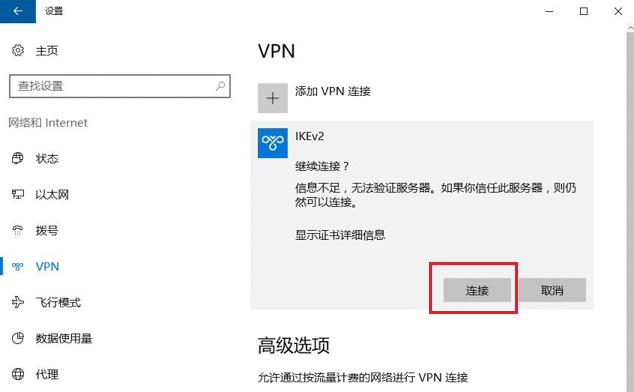 设置
主页
查找设置
网络和 Internet
状态
以太网
拨号
VPN
飞行模式
数据使用量
代理
VPN
添加 VPN 连接
IKEv2
继续连接？
信息不足，无法验证服务器。如果你信任此服务器，则仍
然可以连接。
显示证书详细信息
连接
取消
高级选项
允许通过按流量计费的网络进行 VPN 连接